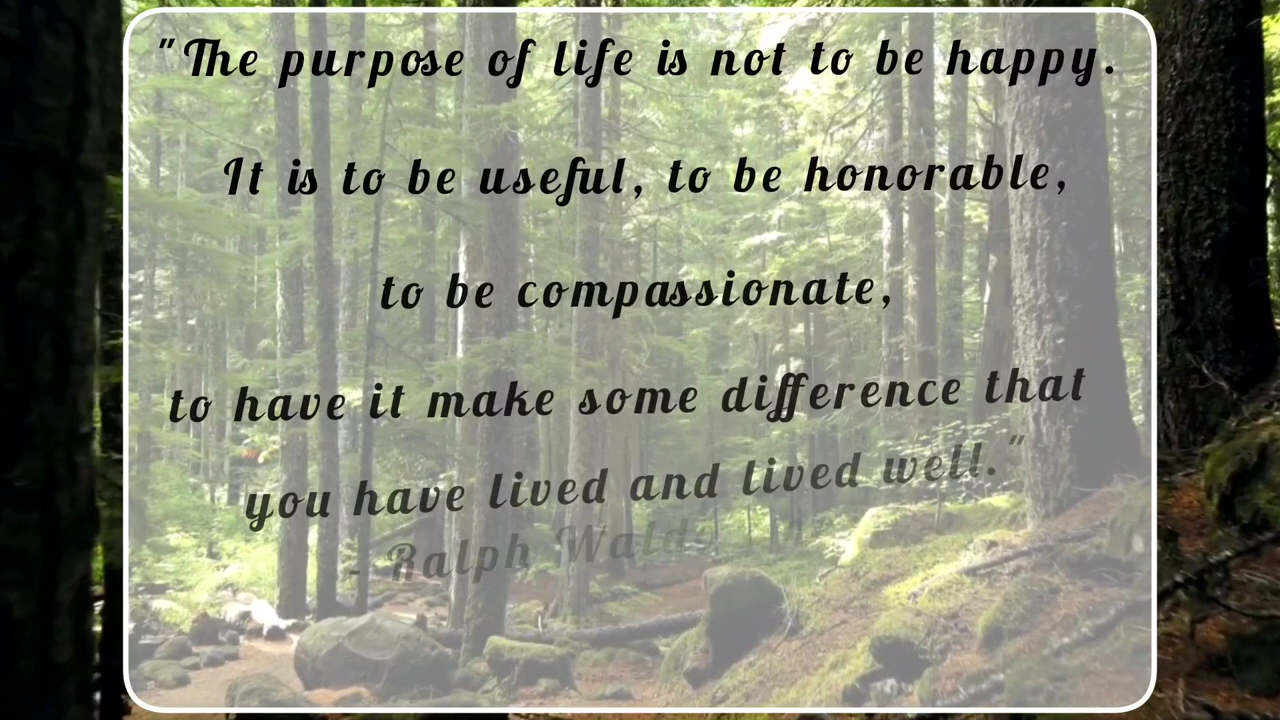 "The purpose of life is not to be happy.
It is to be useful, to be honorable,
to be compassionate,
to have it make some difference that
you have lived and lived well."
- Ralph Waldo